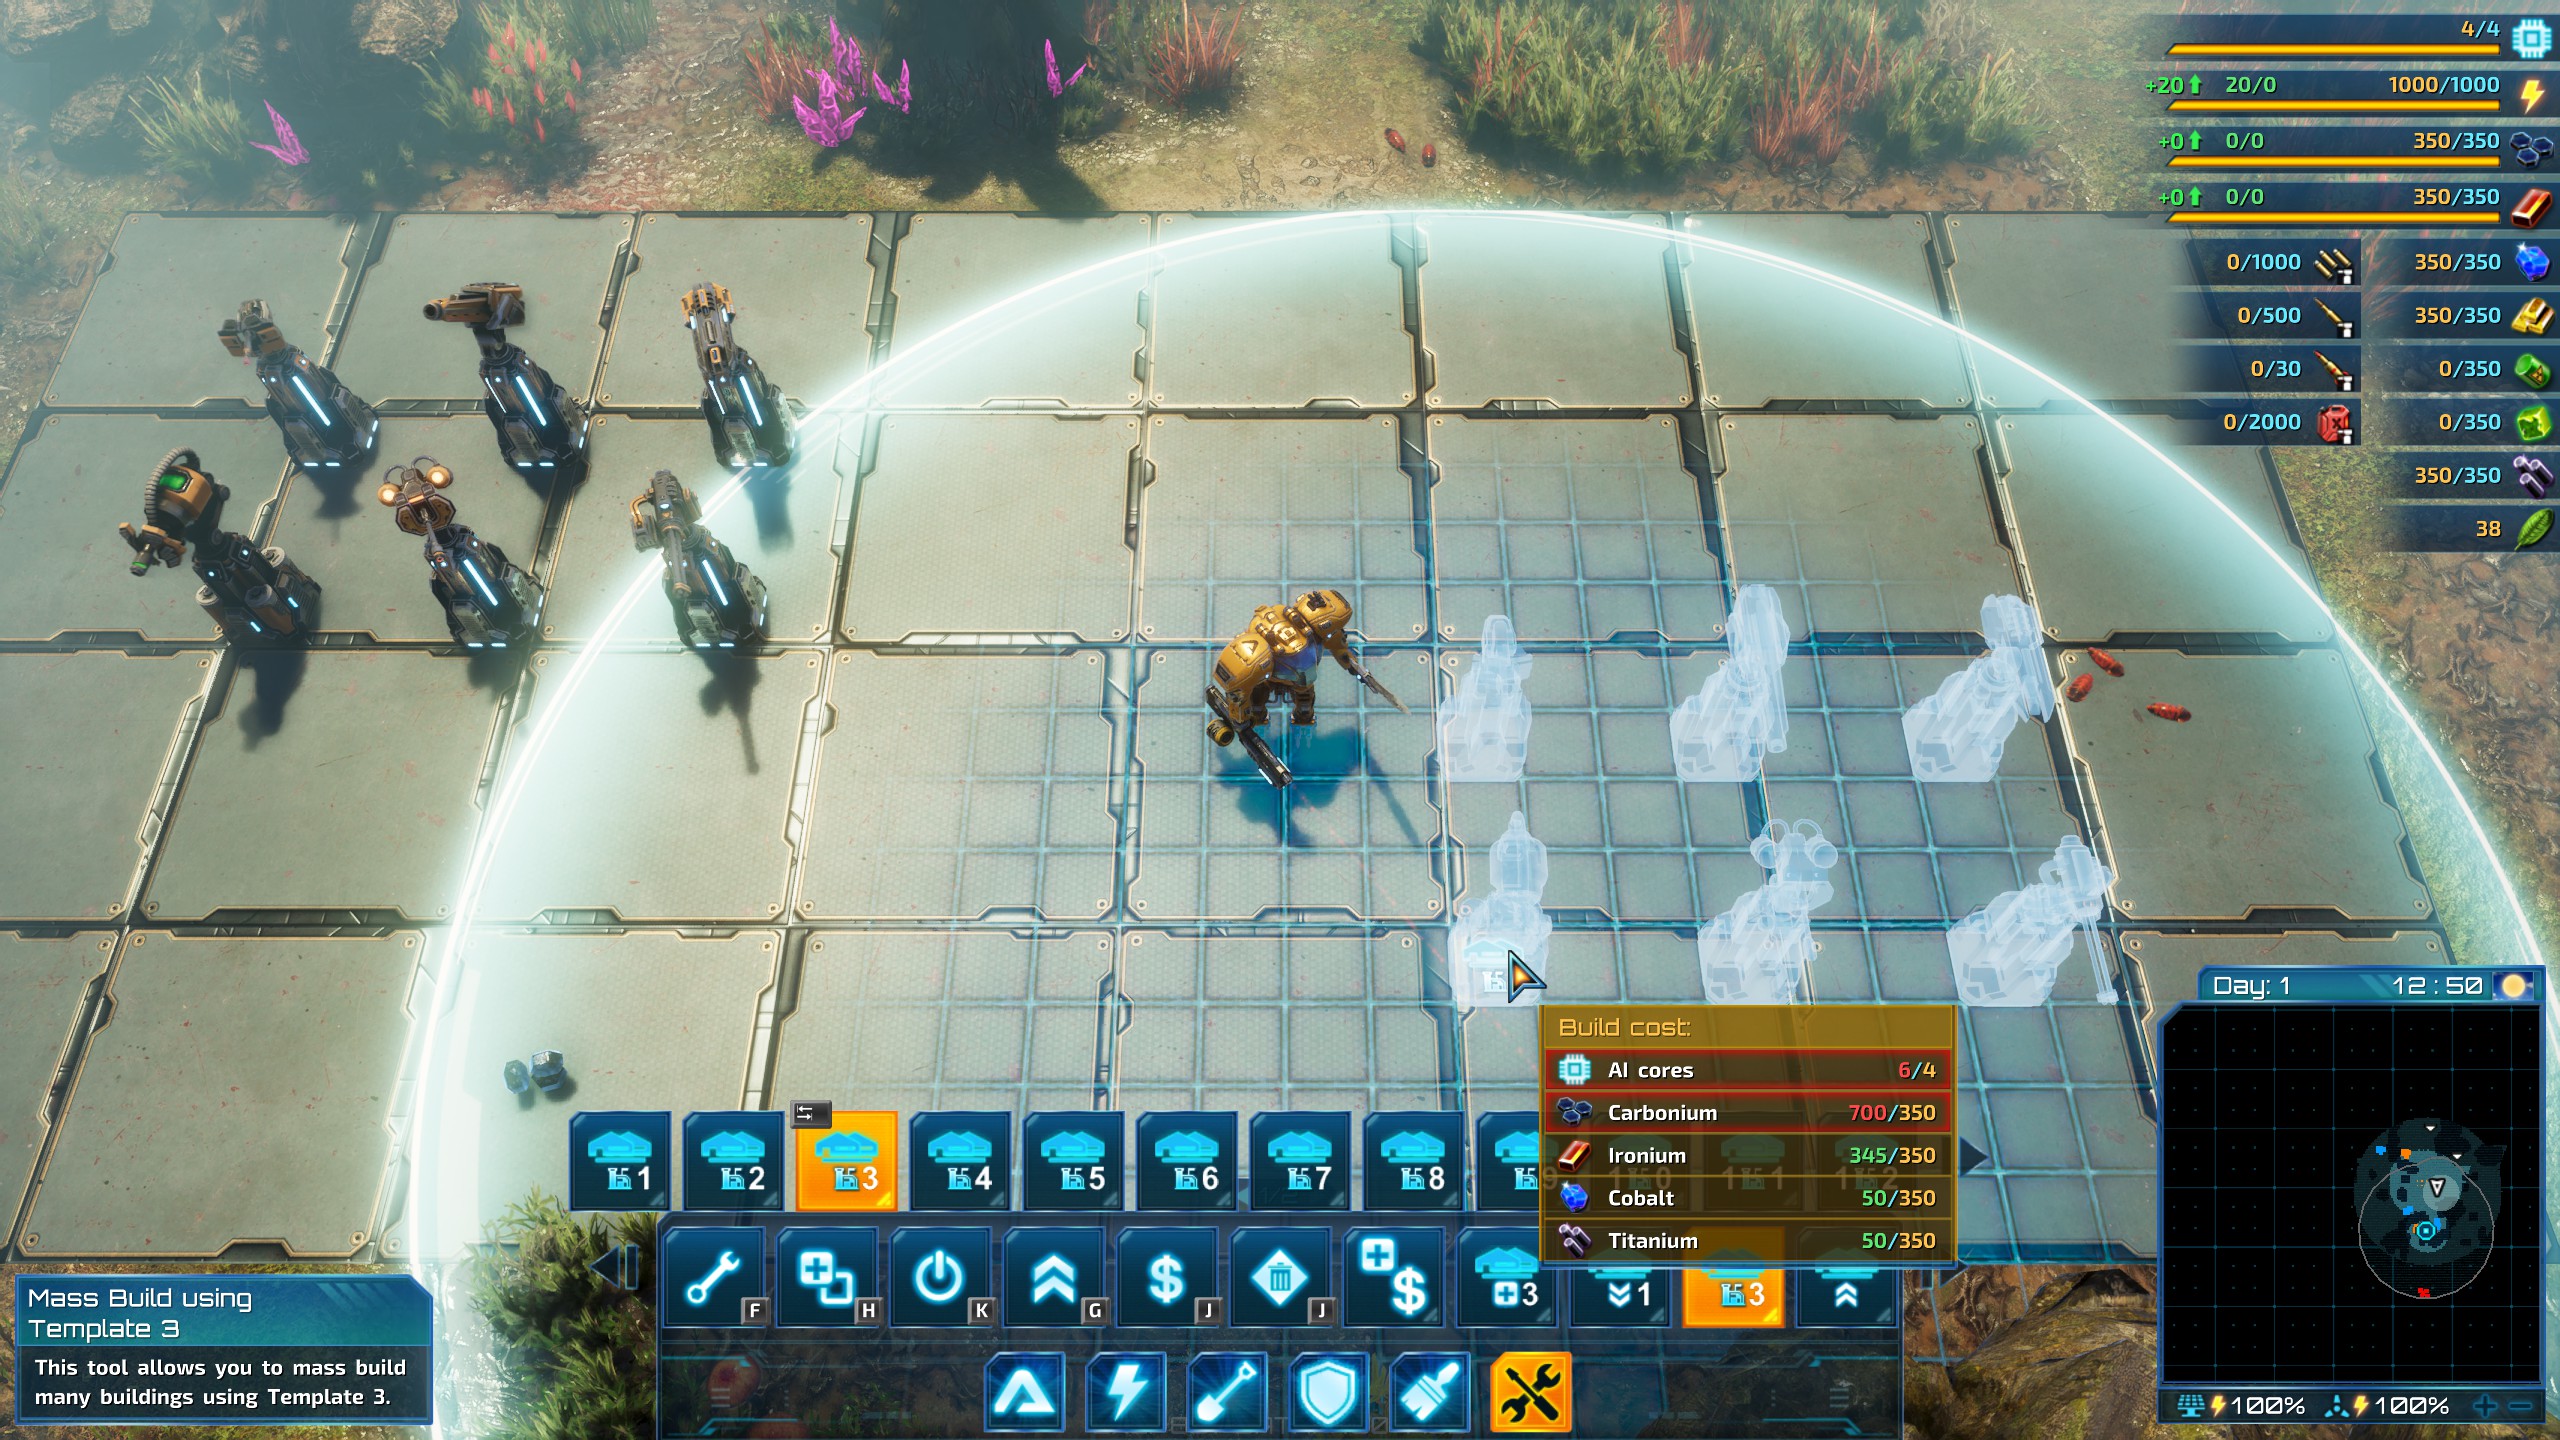 4/4
+20 20/0 1000/1000
+0 0/0 350/350
+0 0/0 350/350
0/1000 350/350
0/500 350/350
0/30 0/350
0/2000 0/350
350/350
38
Day: 1 12:50
Build cost:
AI cores 6/4
Carbonium 700/350
Ironium 345/350
Cobalt 50/350
Titanium 50/350
1 2 3 4 5 6 7 8
F H K G J J $ 3 1 3
Mass Build using
Template 3
This tool allows you to mass build
many buildings using Template 3.
100% 100%